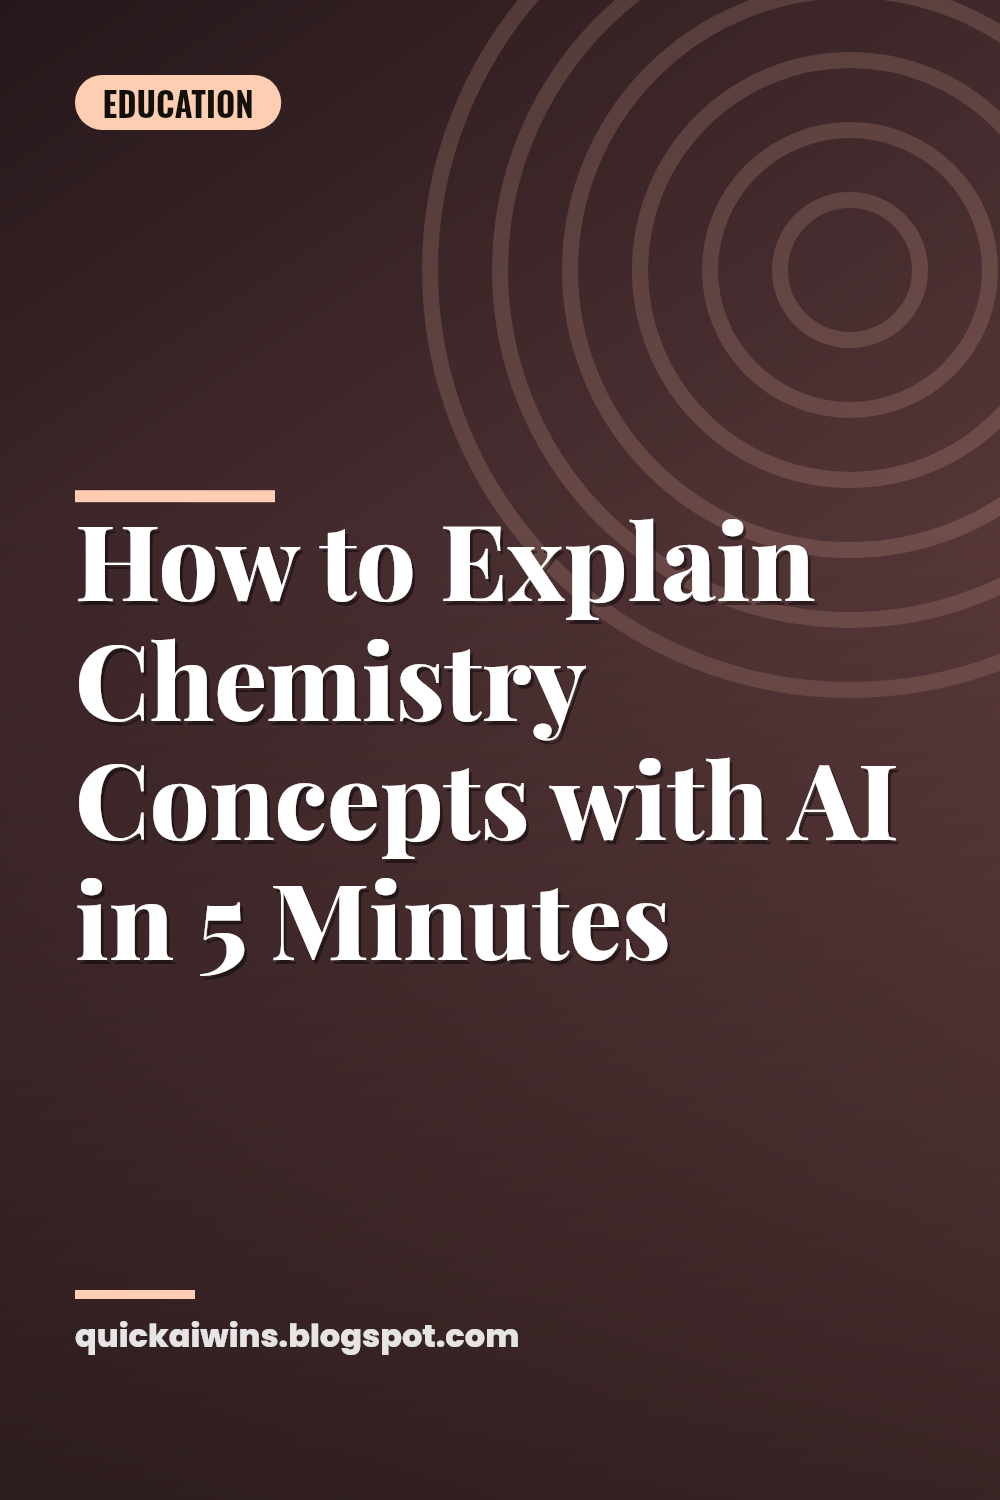 EDUCATION
How to Explain
Chemistry
Concepts with AI
in 5 Minutes
quickaiwins.blogspot.com